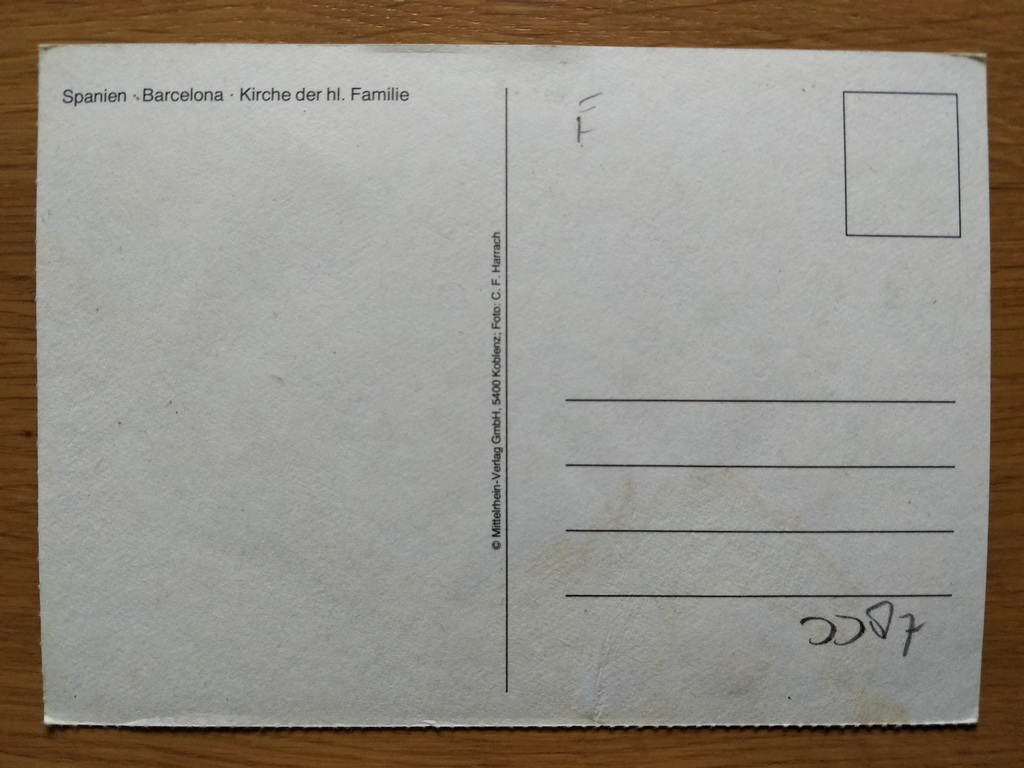 Spanien · Barcelona · Kirche der hl. Familie
© Mittelrhein-Verlag GmbH, 5400 Koblenz; Foto: C. F. Harrach